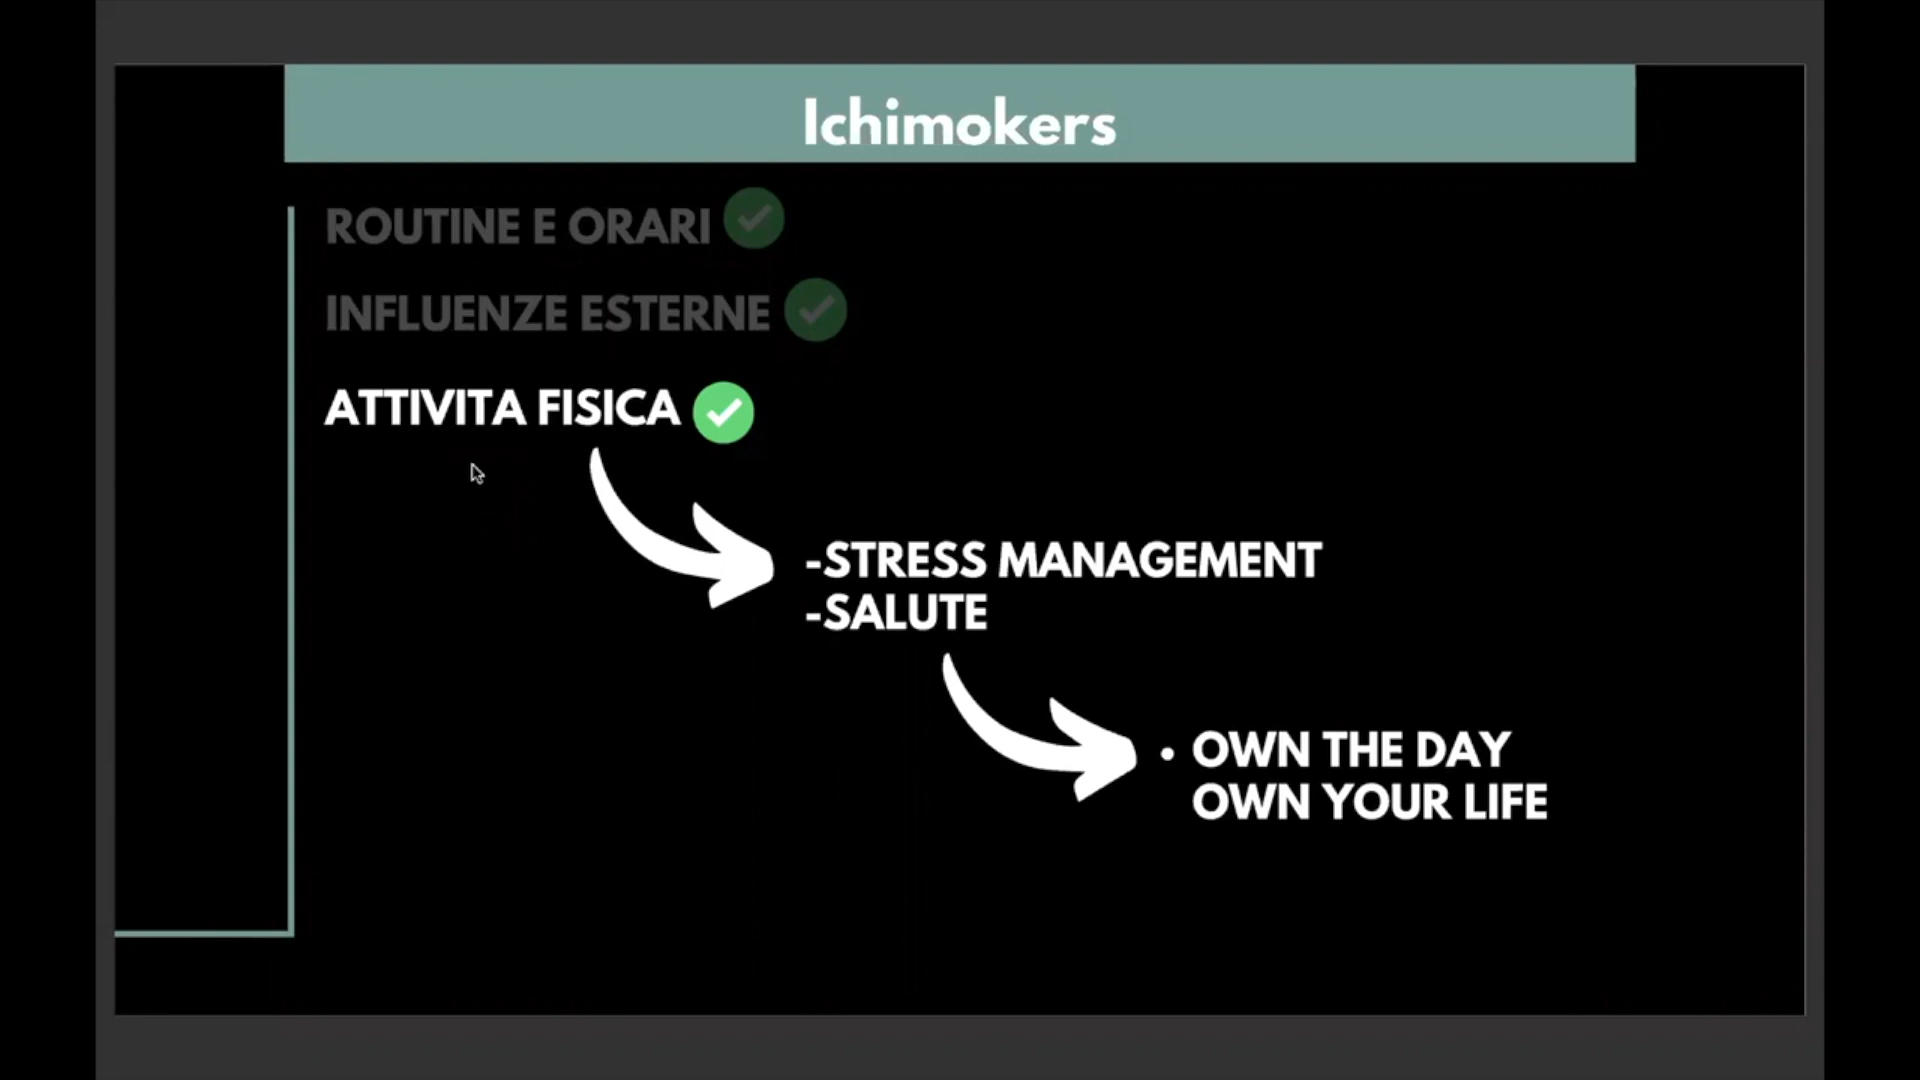 Ichimokers
ROUTINE E ORARI
INFLUENZE ESTERNE
ATTIVITA FISICA
-STRESS MANAGEMENT
-SALUTE
• OWN THE DAY
OWN YOUR LIFE